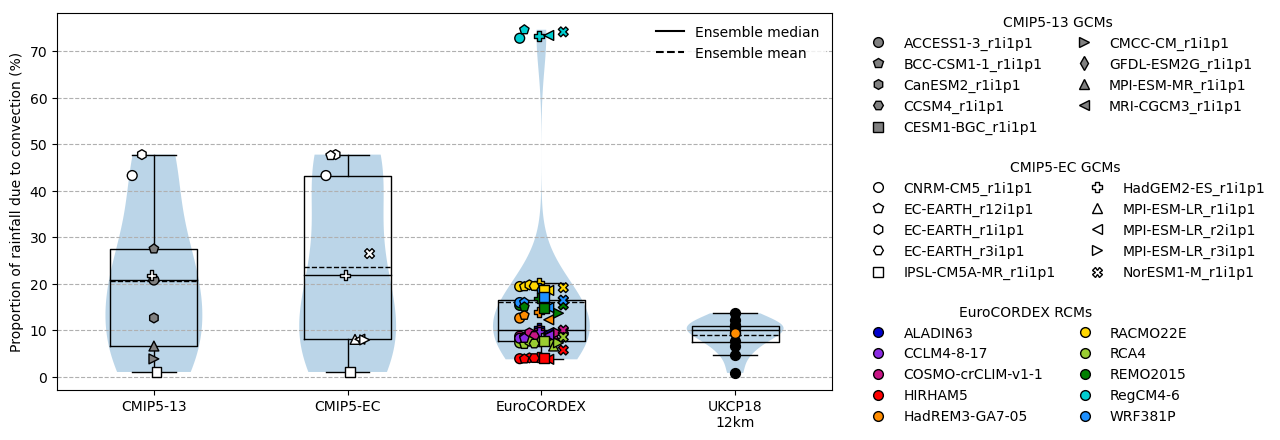 Proportion of rainfall due to convection (%)
70
60
50
40
30
20
10
0
CMIP5-13
CMIP5-EC
EuroCORDEX
UKCP18
12km
Ensemble median
Ensemble mean
CMIP5-13 GCMs
ACCESS1-3_r1i1p1
BCC-CSM1-1_r1i1p1
CanESM2_r1i1p1
CCSM4_r1i1p1
CESM1-BGC_r1i1p1
CMCC-CM_r1i1p1
GFDL-ESM2G_r1i1p1
MPI-ESM-MR_r1i1p1
MRI-CGCM3_r1i1p1
CMIP5-EC GCMs
CNRM-CM5_r1i1p1
EC-EARTH_r12i1p1
EC-EARTH_r1i1p1
EC-EARTH_r3i1p1
IPSL-CM5A-MR_r1i1p1
HadGEM2-ES_r1i1p1
MPI-ESM-LR_r1i1p1
MPI-ESM-LR_r2i1p1
MPI-ESM-LR_r3i1p1
NorESM1-M_r1i1p1
EuroCORDEX RCMs
ALADIN63
CCLM4-8-17
COSMO-crCLIM-v1-1
HIRHAM5
HadREM3-GA7-05
RACMO22E
RCA4
REMO2015
RegCM4-6
WRF381P